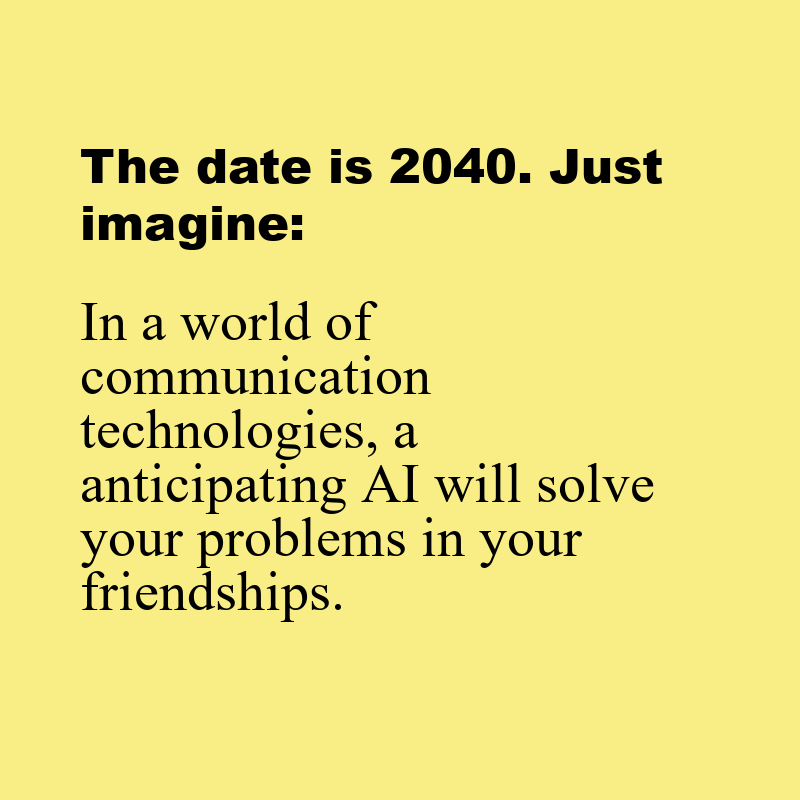 The date is 2040. Just
imagine:
In a world of
communication
technologies, a
anticipating AI will solve
your problems in your
friendships.